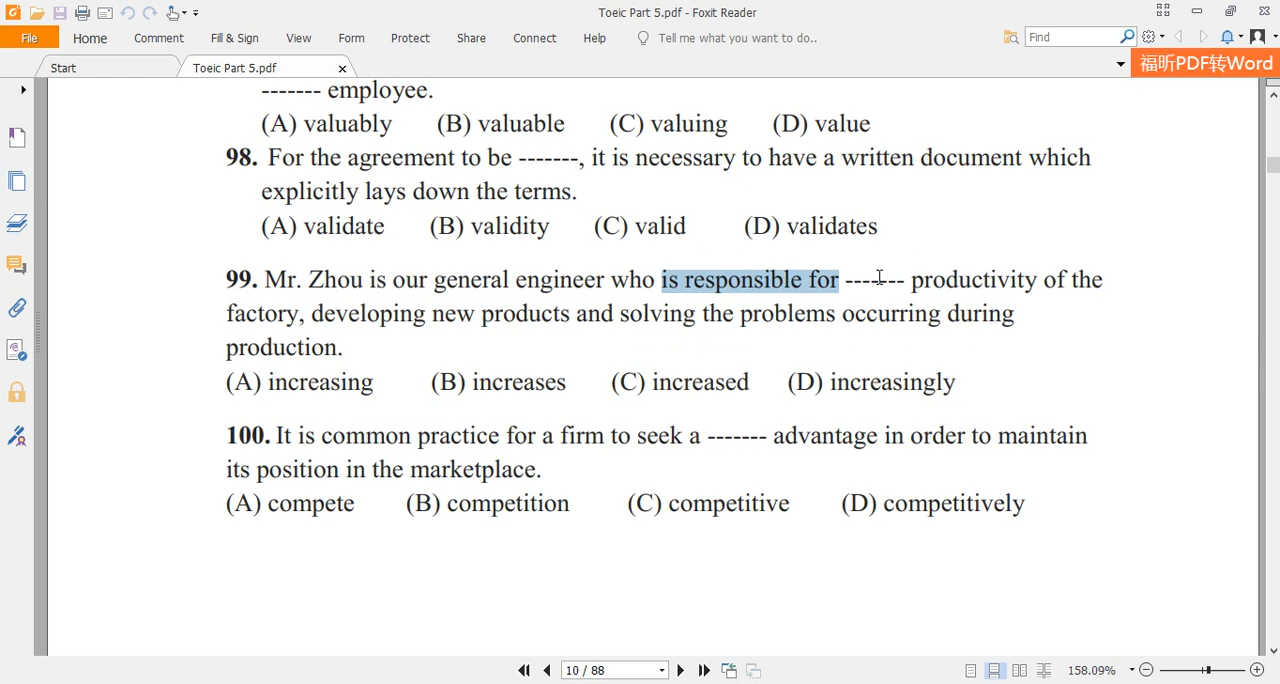 Toeic Part 5.pdf - Foxit Reader
File Home Comment Fill & Sign View Form Protect Share Connect Help Tell me what you want to do.. Find
Start Toeic Part 5.pdf 福昕PDF转Word
------- employee.
(A) valuably (B) valuable (C) valuing (D) value
98. For the agreement to be -------, it is necessary to have a written document which
explicitly lays down the terms.
(A) validate (B) validity (C) valid (D) validates
99. Mr. Zhou is our general engineer who is responsible for ------- productivity of the
factory, developing new products and solving the problems occurring during
production.
(A) increasing (B) increases (C) increased (D) increasingly
100. It is common practice for a firm to seek a ------- advantage in order to maintain
its position in the marketplace.
(A) compete (B) competition (C) competitive (D) competitively
10 / 88 158.09%